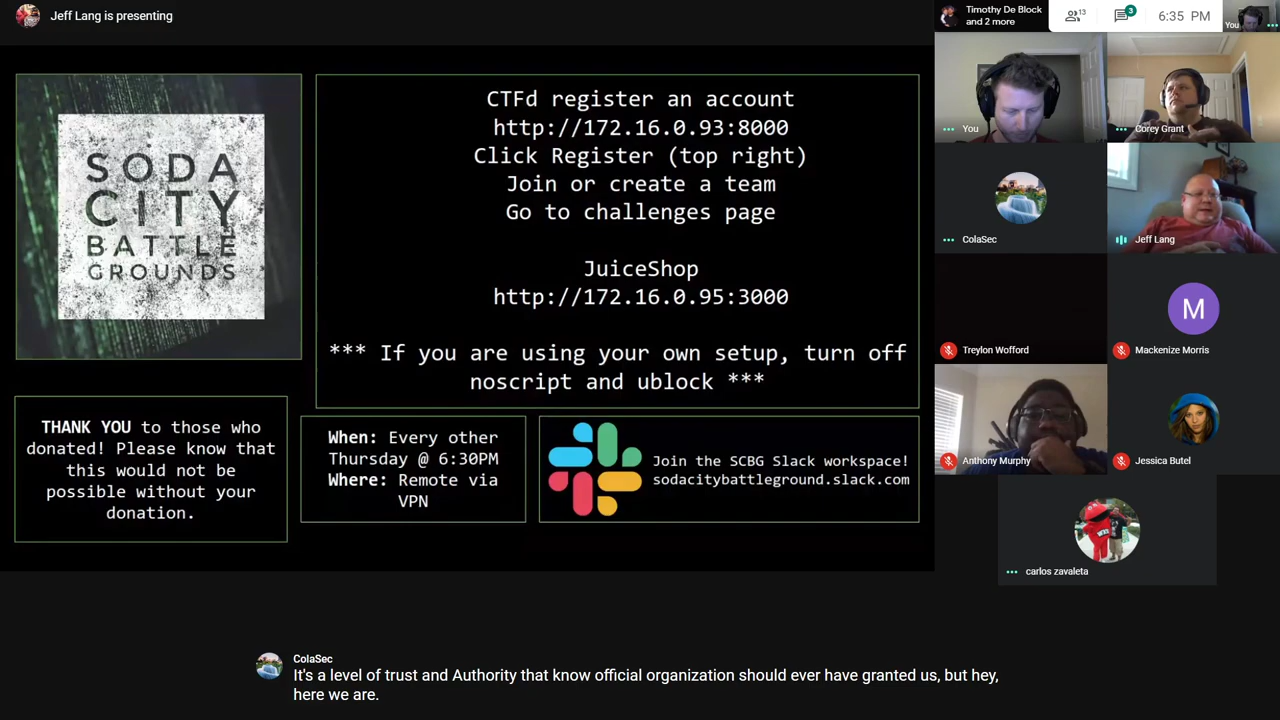 Jeff Lang is presenting
Timothy De Block
and 2 more
13
3
6:35 PM
You
SODA
CITY
BATTLE
GROUNDS
CTFd register an account
http://172.16.0.93:8000
Click Register (top right)
Join or create a team
Go to challenges page
JuiceShop
http://172.16.0.95:3000
*** If you are using your own setup, turn off
noscript and ublock ***
THANK YOU to those who
donated! Please know that
this would not be
possible without your
donation.
When: Every other
Thursday @ 6:30PM
Where: Remote via
VPN
Join the SCBG Slack workspace!
sodacitybattleground.slack.com
You
Corey Grant
ColaSec
Jeff Lang
Treylon Wofford
M
Mackenize Morris
Anthony Murphy
Jessica Butel
carlos zavaleta
ColaSec
It's a level of trust and Authority that know official organization should ever have granted us, but hey,
here we are.